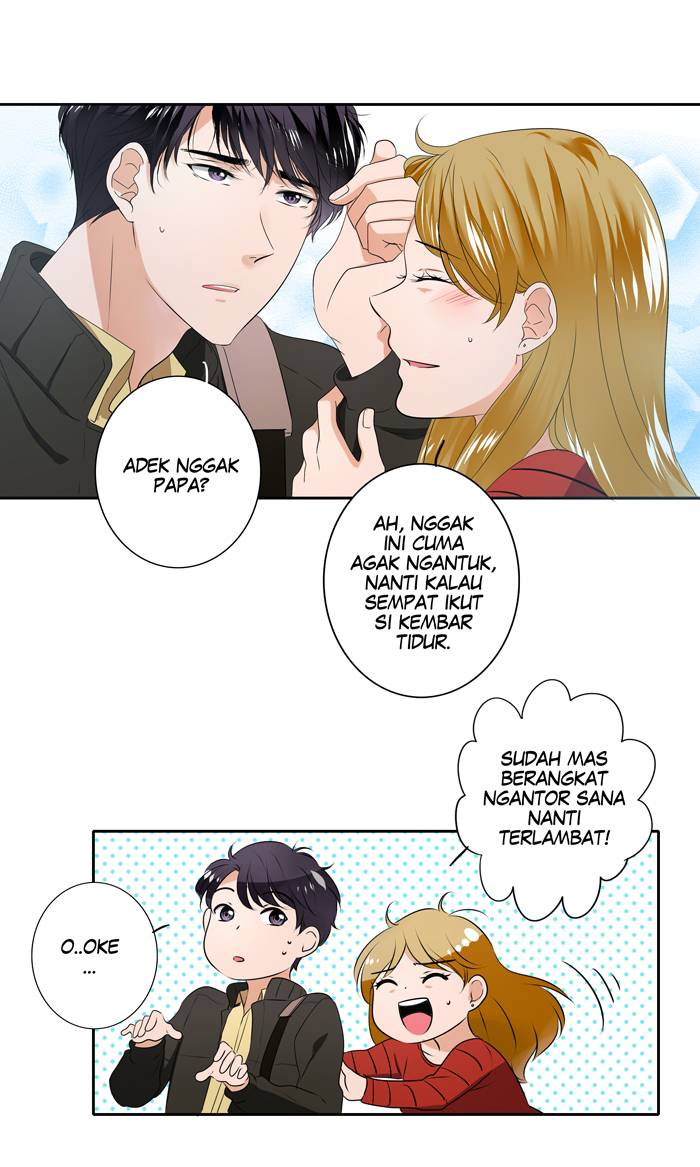 ADEK NGGAK
PAPA?
AH, NGGAK
INI CUMA
AGAK NGANTUK,
NANTI KALAU
SEMPAT IKUT
SI KEMBAR
TIDUR.
SUDAH MAS
BERANGKAT
NGANTOR SANA
NANTI
TERLAMBAT!
O..OKE
...